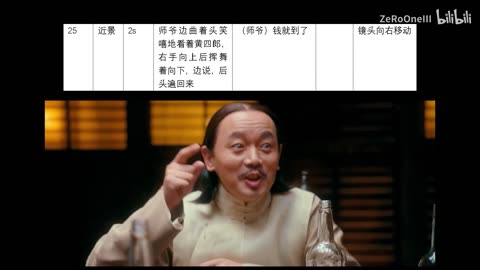 ZeRoOneIII bilibili
25 近景 2s 师爷边曲着头笑 (师爷)钱就到了 镜头向右移动
嘻地看着黄四郎,
右手向上后挥舞
着向下,边说,后
头遍回来